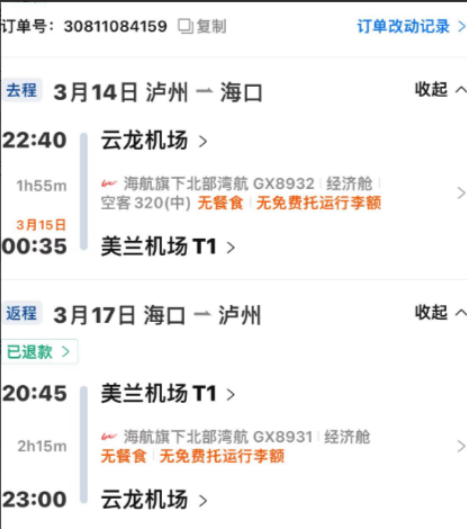 订单号：30811084159 复制 订单改动记录 >
去程 3月14日 泸州 — 海口 收起
22:40 云龙机场 >
1h55m 海航旗下北部湾航 GX8932 | 经济舱 |
空客 320(中) 无餐食 | 无免费托运行李额 >
3月15日
00:35 美兰机场 T1 >
返程 3月17日 海口 — 泸州 收起
已退款 >
20:45 美兰机场 T1 >
2h15m 海航旗下北部湾航 GX8931 | 经济舱
无餐食 | 无免费托运行李额 >
23:00 云龙机场 >